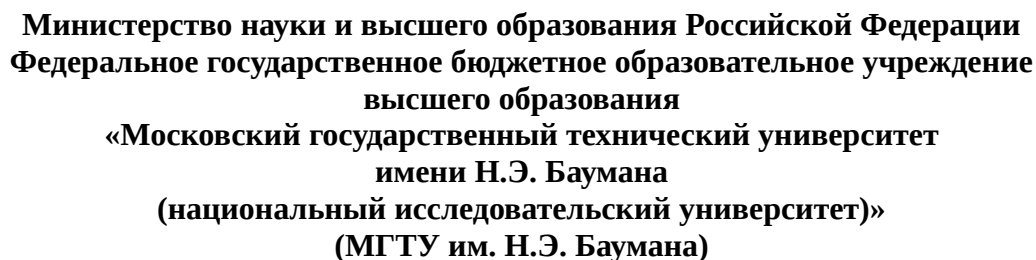 Министерство науки и высшего образования Российской Федерации
Федеральное государственное бюджетное образовательное учреждение
высшего образования
«Московский государственный технический университет
имени Н.Э. Баумана
(национальный исследовательский университет)»
(МГТУ им. Н.Э. Баумана)